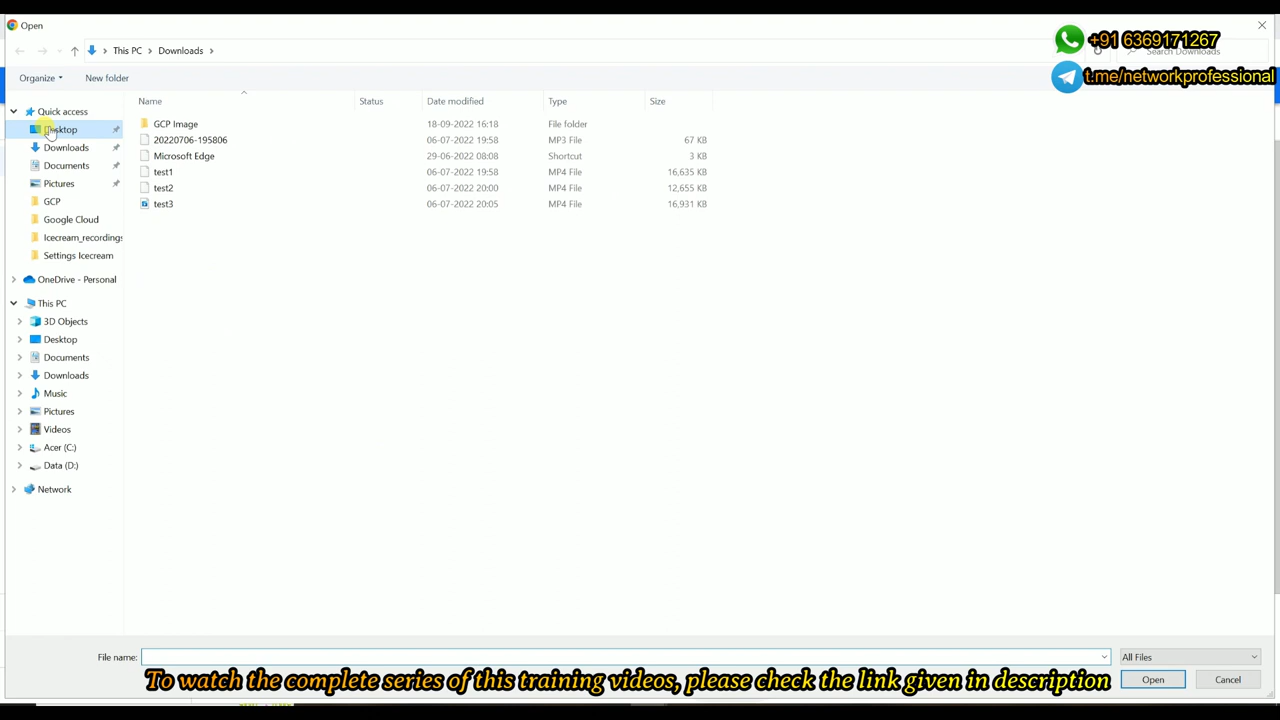 Open
+91 6369171267
This PC > Downloads >
Search Downloads
t.me/networkprofessional
Organize
New folder
Name Status Date modified Type Size
Quick access
Desktop
Downloads
Documents
Pictures
GCP
Google Cloud
Icecream_recordings
Settings Icecream
OneDrive - Personal
This PC
3D Objects
Desktop
Documents
Downloads
Music
Pictures
Videos
Acer (C:)
Data (D:)
Network
GCP Image 18-09-2022 16:18 File folder
20220706-195806 06-07-2022 19:58 MP3 File 67 KB
Microsoft Edge 29-06-2022 08:08 Shortcut 3 KB
test1 06-07-2022 19:58 MP4 File 16,635 KB
test2 06-07-2022 20:00 MP4 File 12,655 KB
test3 06-07-2022 20:05 MP4 File 16,931 KB
File name:
All Files
To watch the complete series of this training videos, please check the link given in description
Open
Cancel